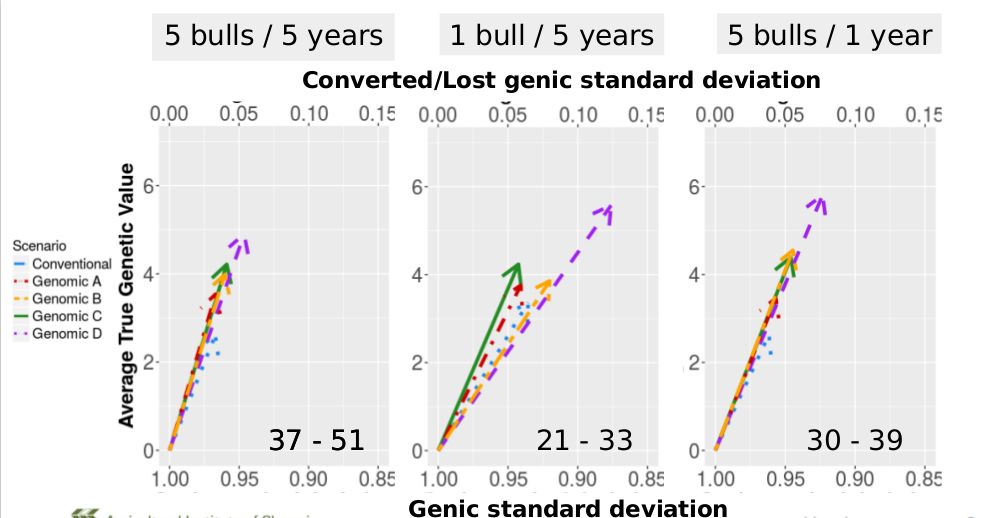 5 bulls / 5 years
1 bull / 5 years
5 bulls / 1 year
Converted/Lost genic standard deviation
0.00 0.05 0.10 0.15
0.00 0.05 0.10 0.15
0.00 0.05 0.10 0.15
Average True Genetic Value
6
4
2
0
6
4
2
0
6
4
2
0
Scenario
Conventional
Genomic A
Genomic B
Genomic C
Genomic D
37 - 51
21 - 33
30 - 39
1.00 0.95 0.90 0.85
1.00 0.95 0.90 0.85
1.00 0.95 0.90 0.85
Genic standard deviation